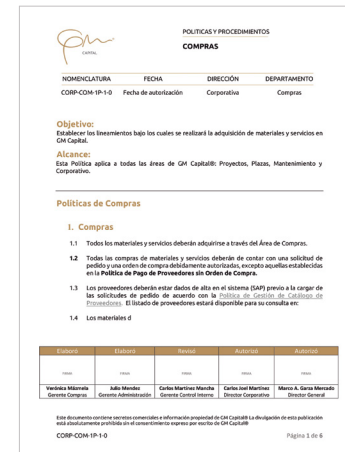 CAPITAL
POLITICAS Y PROCEDIMIENTOS
COMPRAS
NOMENCLATURA FECHA DIRECCIÓN DEPARTAMENTO
CORP-COM-1P-1-0 Fecha de autorización Corporativa Compras
Objetivo:
Establecer los lineamientos bajo los cuales se realizará la adquisición de materiales y servicios en
GM Capital.
Alcance:
Esta Política aplica a todas las áreas de GM Capital®: Proyectos, Plazas, Mantenimiento y
Corporativo.
Políticas de Compras
I. Compras
1.1 Todos los materiales y servicios deberán adquirirse a través del Área de Compras.
1.2 Todas las compras de materiales y servicios deberán de contar con una solicitud de
pedido y una orden de compra debidamente autorizadas, excepto aquellas establecidas
en la Política de Pago de Proveedores sin Orden de Compra.
1.3 Los proveedores deberán estar dados de alta en el sistema (SAP) previo a la cargar de
las solicitudes de pedido de acuerdo con la Política de Gestión de Catálogo de
Proveedores. El listado de proveedores estará disponible para su consulta en:
1.4 Los materiales d
Elaboró Elaboró Revisó Autorizó Autorizó
FIRMA FIRMA FIRMA FIRMA FIRMA
Verónica Mármela Julio Mendes Carlos Martínez Mancha Carlos Joel Martínez Marco A. Garza Mercado
Gerente Compras Gerente Administración Gerente Control Interno Director Corporativo Director General
Este documento contiene secretos comerciales e información propiedad de GM Capital® La divulgación de esta publicación
está absolutamente prohibida sin el consentimiento expreso por escrito de GM Capital®
CORP-COM-1P-1-0 Página 1 de 6